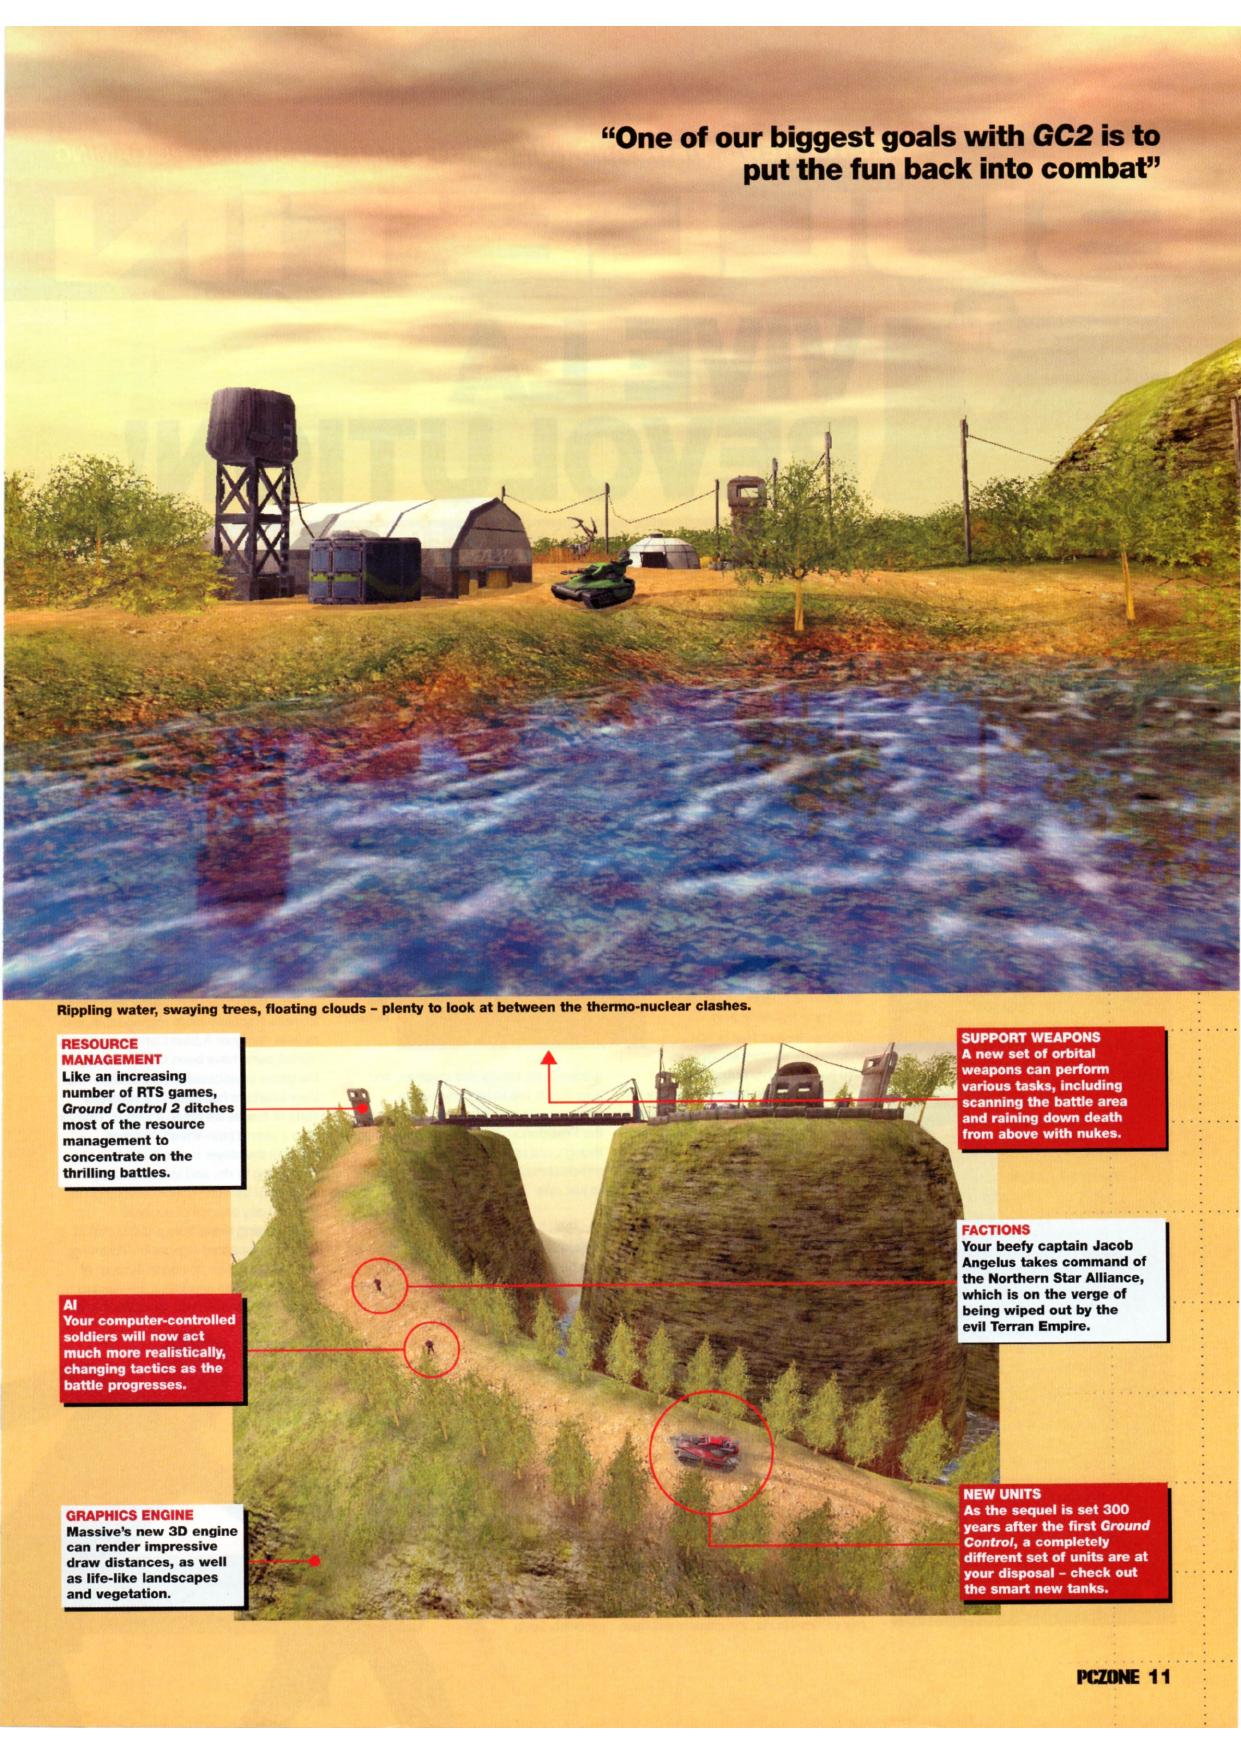 “One of our biggest goals with GC2 is to
put the fun back into combat”
Rippling water, swaying trees, floating clouds – plenty to look at between the thermo-nuclear clashes.
RESOURCE
MANAGEMENT
Like an increasing
number of RTS games,
Ground Control 2 ditches
most of the resource
management to
concentrate on the
thrilling battles.
SUPPORT WEAPONS
A new set of orbital
weapons can perform
various tasks, including
scanning the battle area
and raining down death
from above with nukes.
FACTIONS
Your beefy captain Jacob
Angelus takes command of
the Northern Star Alliance,
which is on the verge of
being wiped out by the
evil Terran Empire.
AI
Your computer-controlled
soldiers will now act
much more realistically,
changing tactics as the
battle progresses.
GRAPHICS ENGINE
Massive’s new 3D engine
can render impressive
draw distances, as well
as life-like landscapes
and vegetation.
NEW UNITS
As the sequel is set 300
years after the first Ground
Control, a completely
different set of units are at
your disposal – check out
the smart new tanks.
PCZONE 11